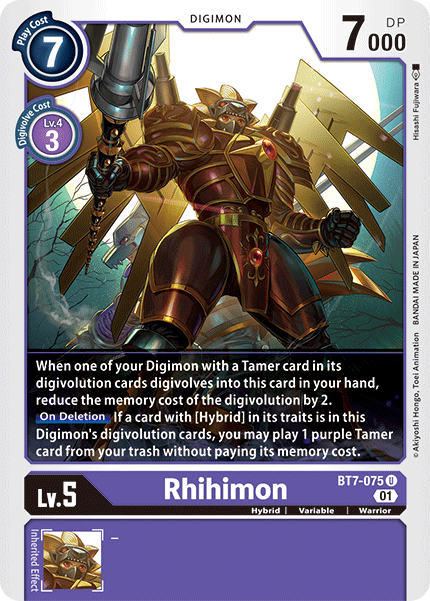 Play Cost
7
DIGIMON
7000
DP
Digivolve Cost
Lv.4
3
Hisashi Fujiwara
© Akiyoshi Hongo, Toei Animation BANDAI MADE IN JAPAN
When one of your Digimon with a Tamer card in its
digivolution cards digivolves into this card in your hand,
reduce the memory cost of the digivolution by 2.
On Deletion If a card with [Hybrid] in its traits is in this
Digimon's digivolution cards, you may play 1 purple Tamer
card from your trash without paying its memory cost.
Lv.5
Rhihimon
BT7-075 U
01
Hybrid | Variable | Warrior
Inherited Effect
–